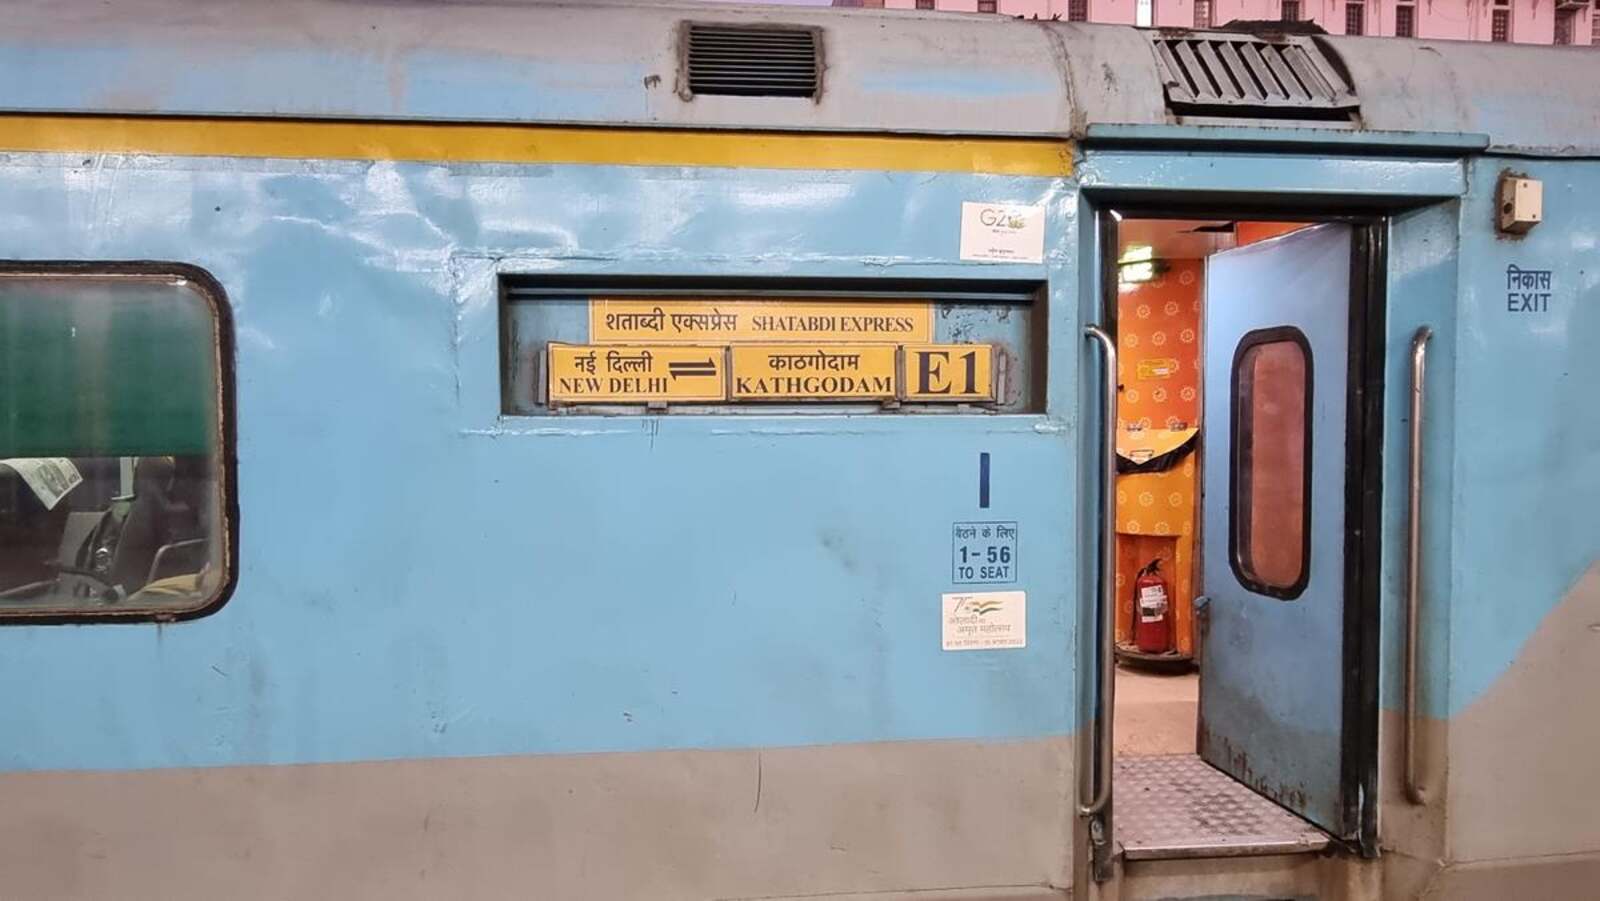 G20
शताब्दी एक्सप्रेस SHATABDI EXPRESS
नई दिल्ली
NEW DELHI
काठगोदाम
KATHGODAM
E1
बैठने के लिए
1-56
TO SEAT
75
आज़ादी का
अमृत महोत्सव
निकास
EXIT